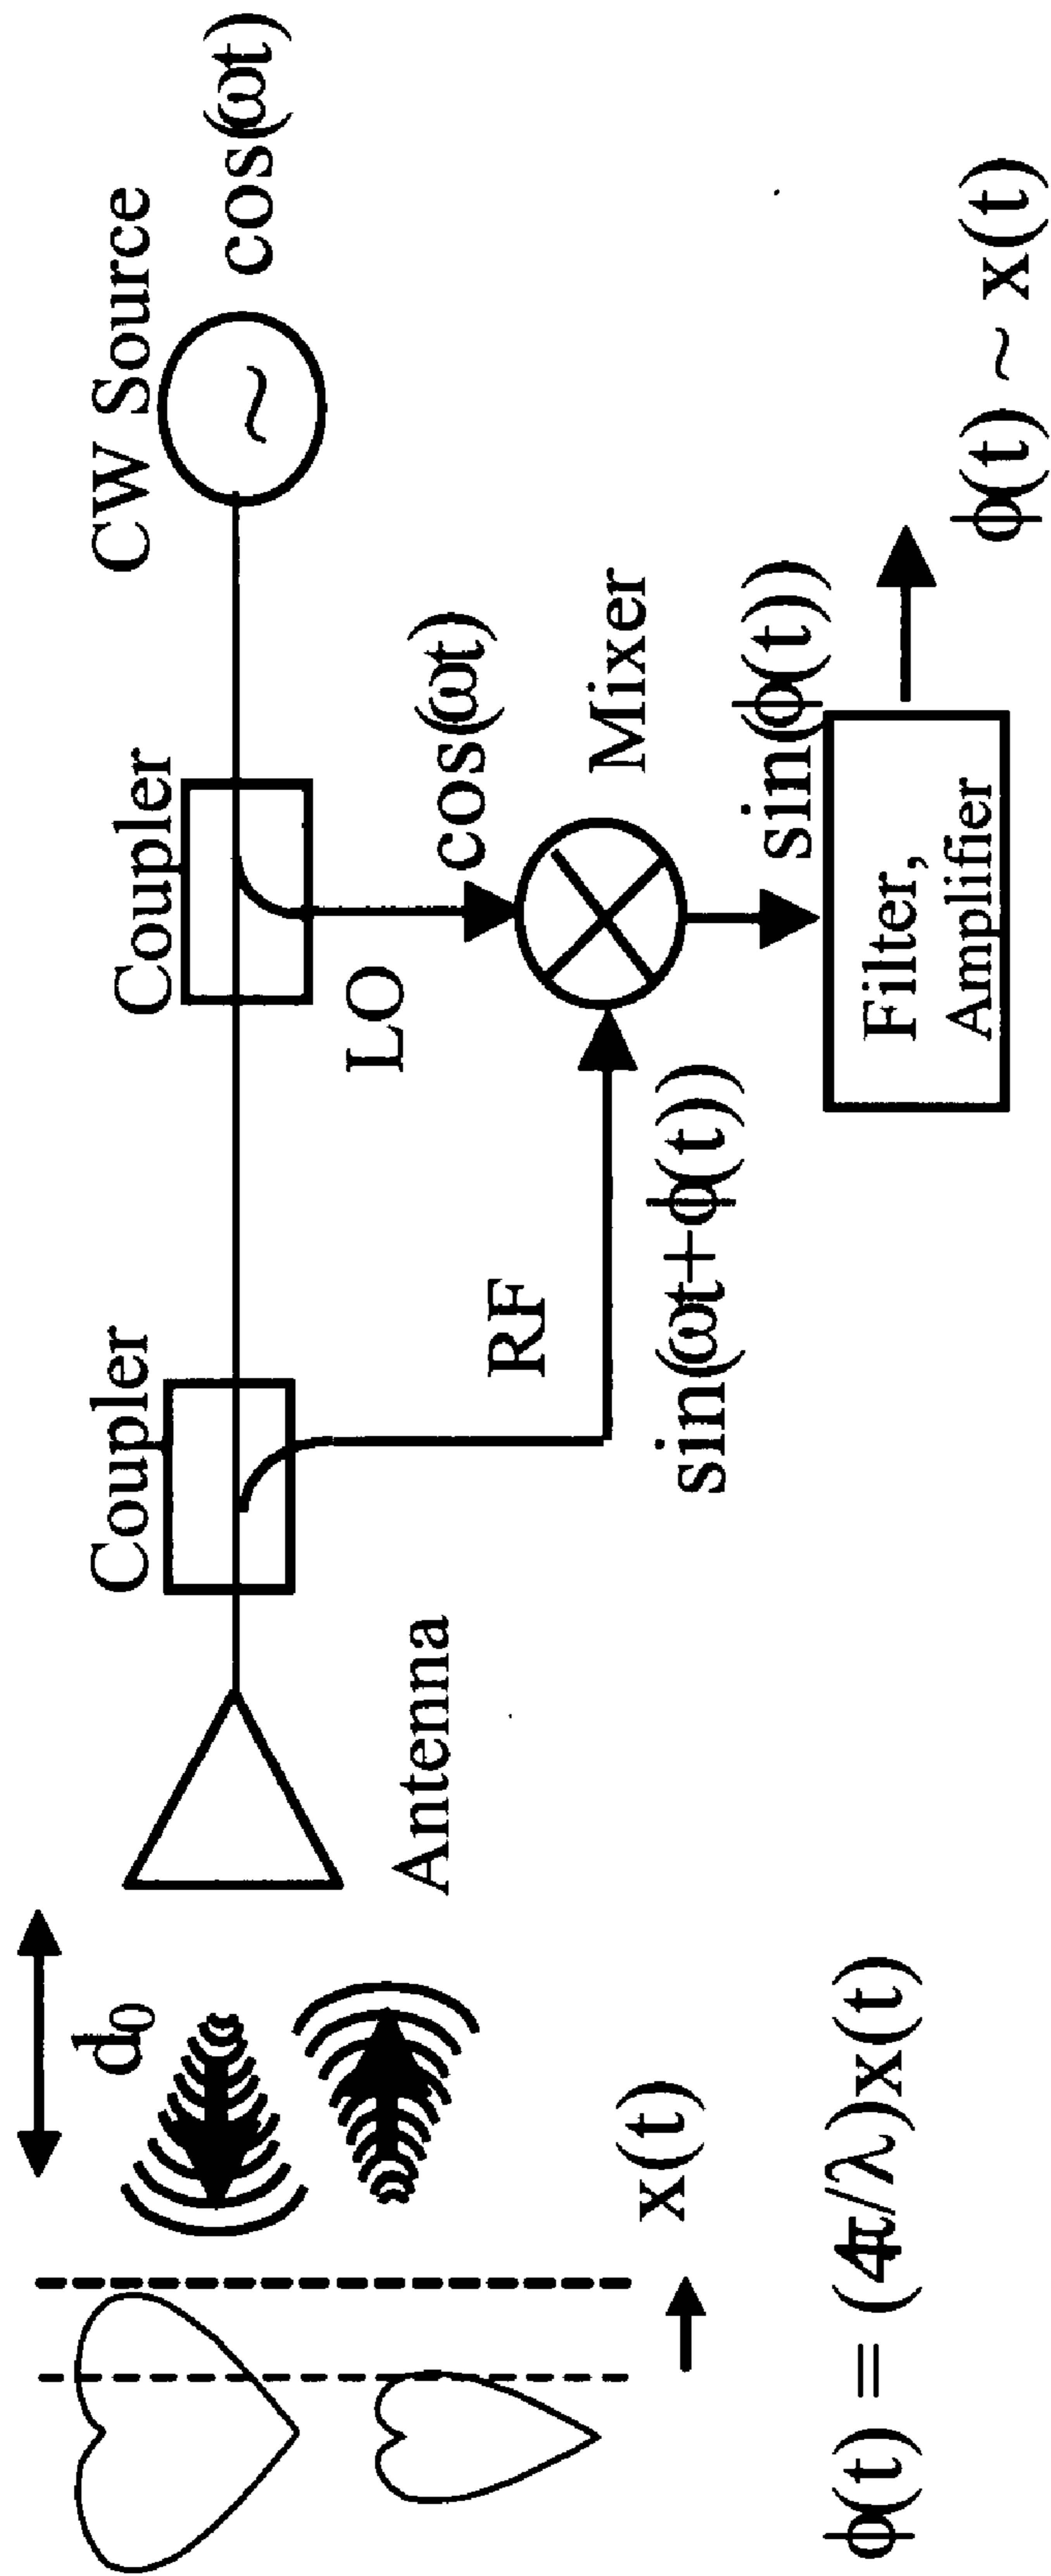 d₀
Antenna
Coupler
Coupler
CW Source
cos(ωt)
LO
cos(ωt)
RF
sin(ωt+ϕ(t))
Mixer
x(t)
sin(ϕ(t))
Filter,
Amplifier
ϕ(t) = (4π/λ)x(t)
ϕ(t) ~ x(t)